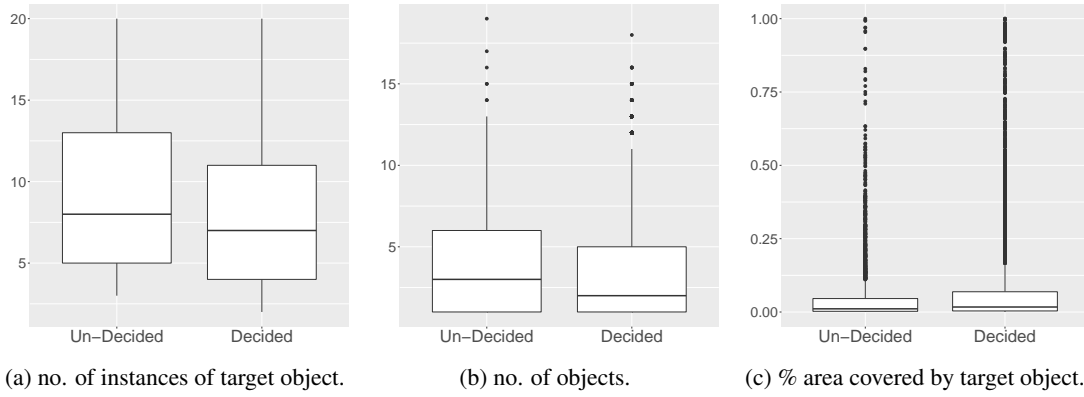 20
15
10
5
Un−Decided Decided
(a) no. of instances of target object.
15
10
5
Un−Decided Decided
(b) no. of objects.
1.00
0.75
0.50
0.25
0.00
Un−Decided Decided
(c) % area covered by target object.